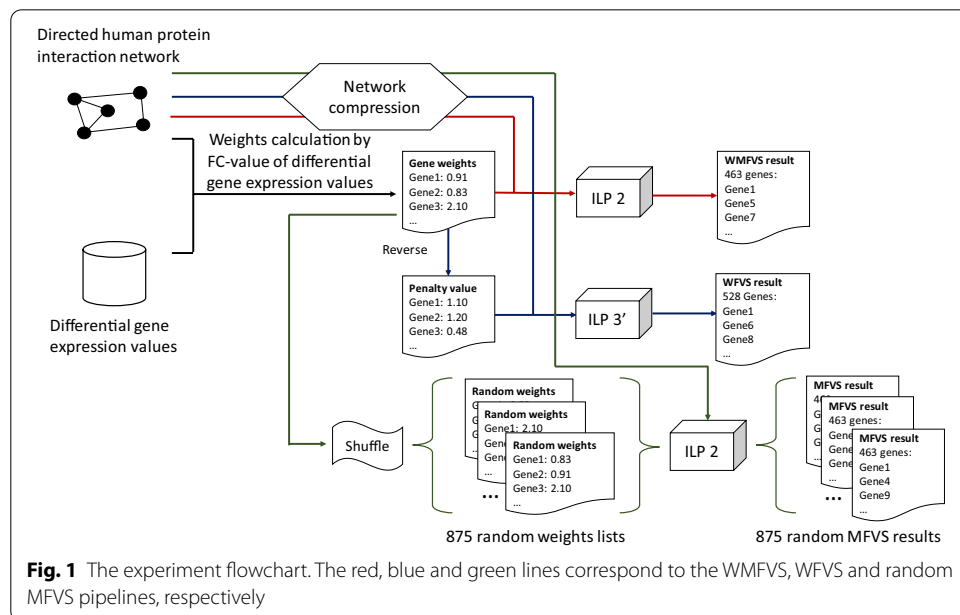 Directed human protein
interaction network
Network
compression
Weights calculation by
FC-value of differential
gene expression values
Gene weights
Gene1: 0.91
Gene2: 0.83
Gene3: 2.10
...
ILP 2
WMFVS result
463 genes:
Gene1
Gene5
Gene7
...
Reverse
Differential gene
expression values
Penalty value
Gene1: 1.10
Gene2: 1.20
Gene3: 0.48
...
ILP 3’
WFVS result
528 Genes:
Gene1
Gene6
Gene8
...
Shuffle
Random weights
...
Random weights
Gene1: 2.10
...
Random weights
Gene1: 0.83
Gene2: 0.91
Gene3: 2.10
...
...
875 random weights lists
ILP 2
MFVS result
...
MFVS result
463 genes:
...
MFVS result
463 genes:
Gene1
Gene4
Gene9
...
...
875 random MFVS results
Fig. 1 The experiment flowchart. The red, blue and green lines correspond to the WMFVS, WFVS and random
MFVS pipelines, respectively